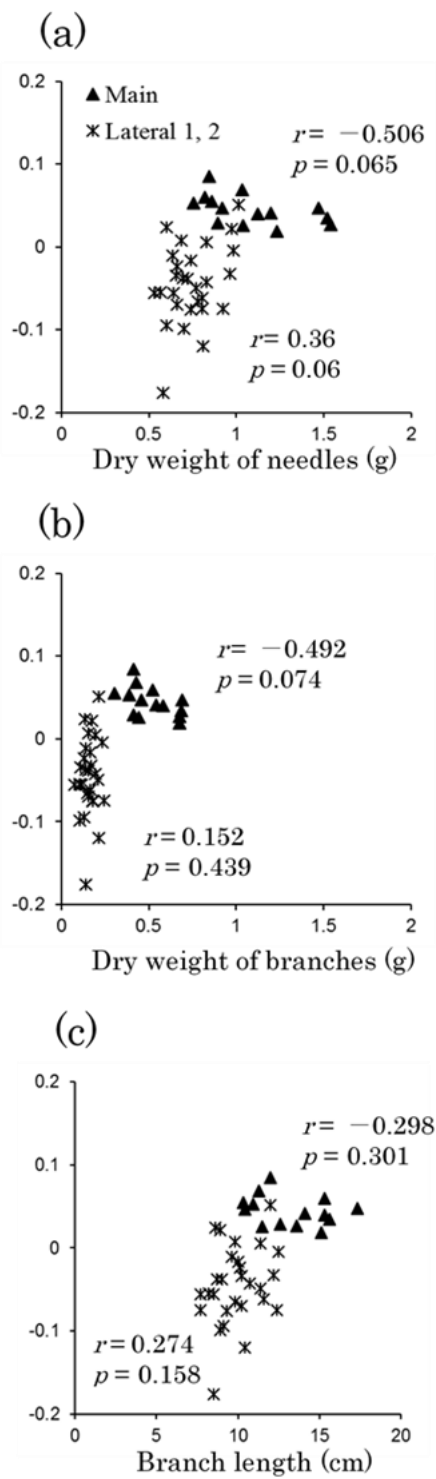 (a)
0.2
▲ Main
⚹ Lateral 1, 2
r= −0.506
p = 0.065
0.1
0
-0.1
r= 0.36
p = 0.06
-0.2
0 0.5 1 1.5 2
Dry weight of needles (g)
(b)
0.2
0.1
r= −0.492
p = 0.074
0
-0.1
r= 0.152
p = 0.439
-0.2
0 0.5 1 1.5 2
Dry weight of branches (g)
(c)
0.2
r= −0.298
p = 0.301
0.1
0
-0.1
r= 0.274
p = 0.158
-0.2
0 5 10 15 20
Branch length (cm)